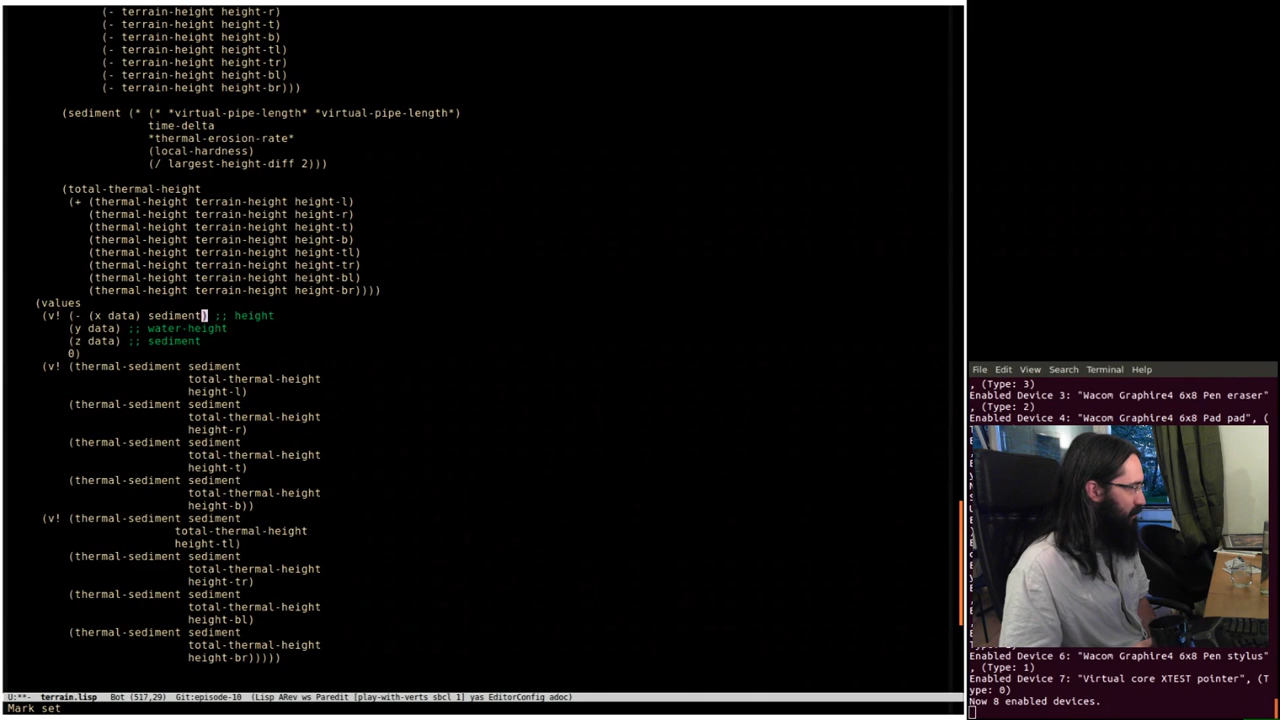 (- terrain-height height-r)
(- terrain-height height-t)
(- terrain-height height-b)
(- terrain-height height-tl)
(- terrain-height height-tr)
(- terrain-height height-bl)
(- terrain-height height-br)))
(sediment (* (* *virtual-pipe-length* *virtual-pipe-length*)
time-delta
*thermal-erosion-rate*
(local-hardness)
(/ largest-height-diff 2)))
(total-thermal-height
(+ (thermal-height terrain-height height-l)
(thermal-height terrain-height height-r)
(thermal-height terrain-height height-t)
(thermal-height terrain-height height-b)
(thermal-height terrain-height height-tl)
(thermal-height terrain-height height-tr)
(thermal-height terrain-height height-bl)
(thermal-height terrain-height height-br))))
(values
(v! (- (x data) sediment) ;; height
(y data) ;; water-height
(z data) ;; sediment
0)
(v! (thermal-sediment sediment
total-thermal-height
height-l)
(thermal-sediment sediment
total-thermal-height
height-r)
(thermal-sediment sediment
total-thermal-height
height-t)
(thermal-sediment sediment
total-thermal-height
height-b))
(v! (thermal-sediment sediment
total-thermal-height
height-tl)
(thermal-sediment sediment
total-thermal-height
height-tr)
(thermal-sediment sediment
total-thermal-height
height-bl)
(thermal-sediment sediment
total-thermal-height
height-br)))))
U:**- terrain.lisp Bot (517,29) Git:episode-10 (Lisp ARev ws Paredit [play-with-verts sbcl 1] yas EditorConfig adoc)
Mark set
File Edit View Search Terminal Help
, (Type: 3)
Enabled Device 3: "Wacom Graphire4 6x8 Pen eraser"
, (Type: 2)
Enabled Device 4: "Wacom Graphire4 6x8 Pad pad", (
Enabled Device 6: "Wacom Graphire4 6x8 Pen stylus"
, (Type: 1)
Enabled Device 7: "Virtual core XTEST pointer", (T
ype: 0)
Now 8 enabled devices.